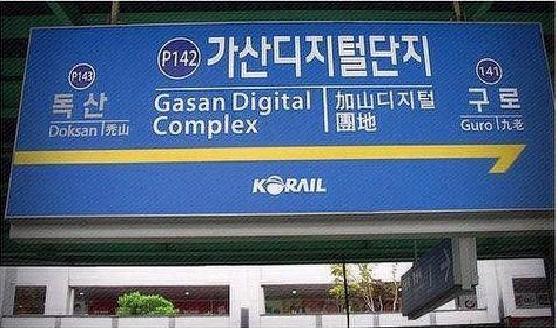 P142 가산디지털단지
Gasan Digital
Complex
加山디지털
團地
P143
독산
Doksan 禿山
141
구로
Guro 九老
KORAIL